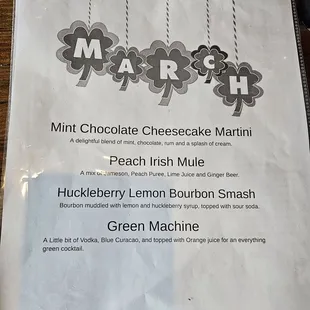 MARCH
Mint Chocolate Cheesecake Martini
A delightful blend of mint, chocolate, rum and a splash of cream.
Peach Irish Mule
A mix of Jameson, Peach Puree, Lime Juice and Ginger Beer.
Huckleberry Lemon Bourbon Smash
Bourbon muddled with lemon and huckleberry syrup, topped with sour soda.
Green Machine
A Little bit of Vodka, Blue Curacao, and topped with Orange juice for an everything
green cocktail.